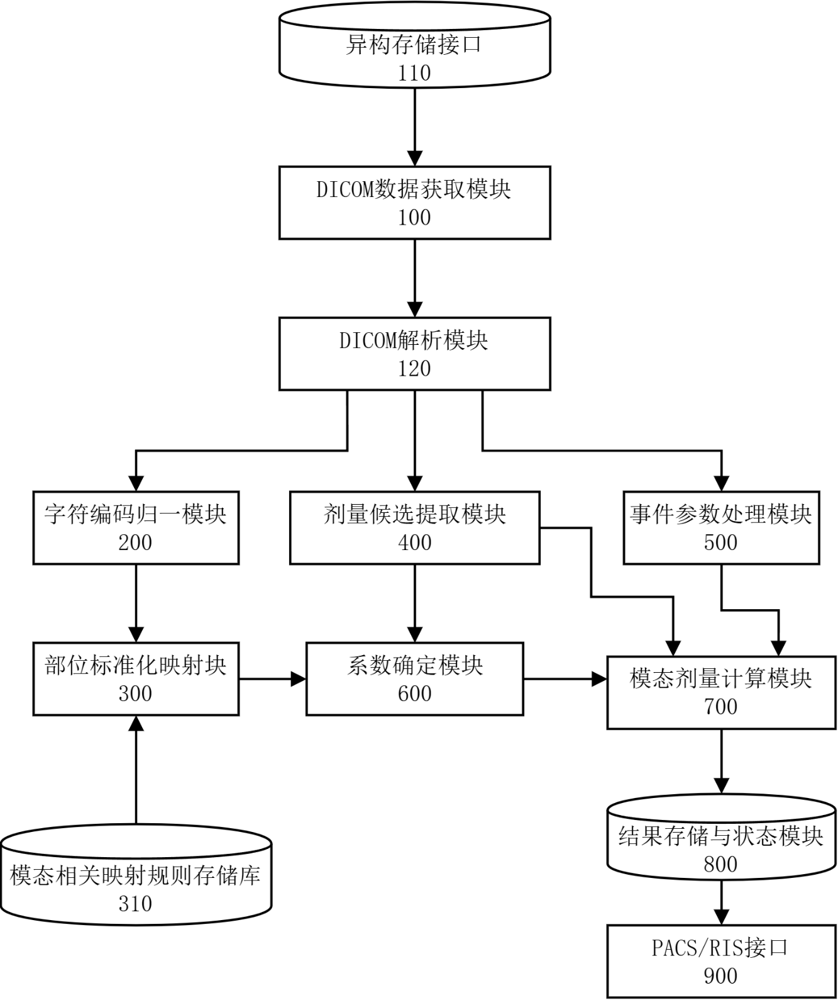 异构存储接口
110
DICOM数据获取模块
100
DICOM解析模块
120
字符编码归一模块
200
剂量候选提取模块
400
事件参数处理模块
500
部位标准化映射块
300
系数确定模块
600
模态剂量计算模块
700
模态相关映射规则存储库
310
结果存储与状态模块
800
PACS/RIS接口
900